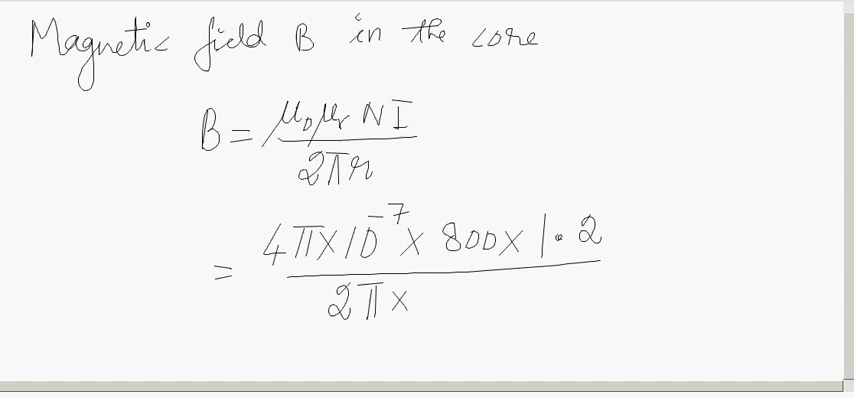 Magnetic field B in the core
B = μ₀μᵣ N I / 2πr
= 4π×10⁻⁷ × 800 × 1.2 / 2π ×